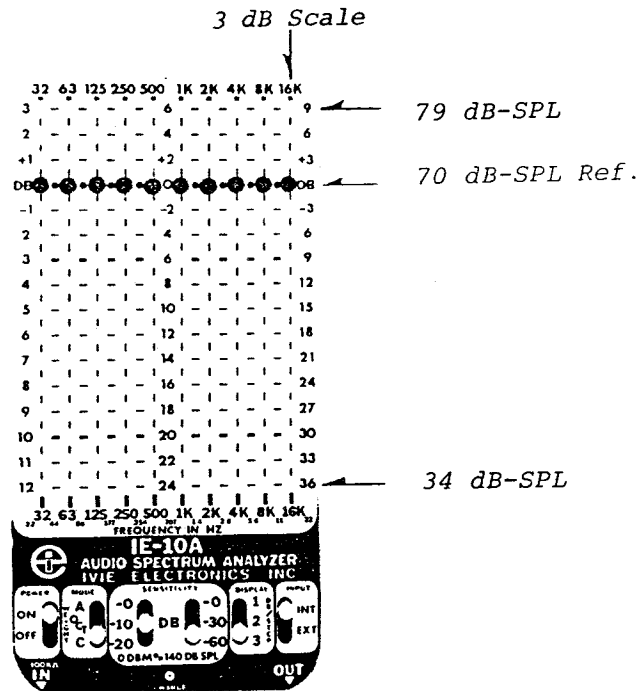 3 dB Scale
32 63 125 250 500 1K 2K 4K 8K 16K
3 6 9 79 dB-SPL
2 4 6
+1 +2 +3
DB 0 DB 70 dB-SPL Ref.
-1 -2 -3
2 4 6
3 6 9
4 8 12
5 10 15
6 12 18
7 14 21
8 16 24
9 18 27
10 20 30
11 22 33
12 24 36 34 dB-SPL
32 63 125 250 500 1K 2K 4K 8K 16K
FREQUENCY IN HZ
IE-10A
AUDIO SPECTRUM ANALYZER
IVIE ELECTRONICS INC
POWER MODE SENSITIVITY DISPLAY INPUT
ON A -0 -0 1 INT
OCT -10 DB -30 2
OFF C -20 -60 3 EXT
0 DBM = 140 DB SPL
IN OUT